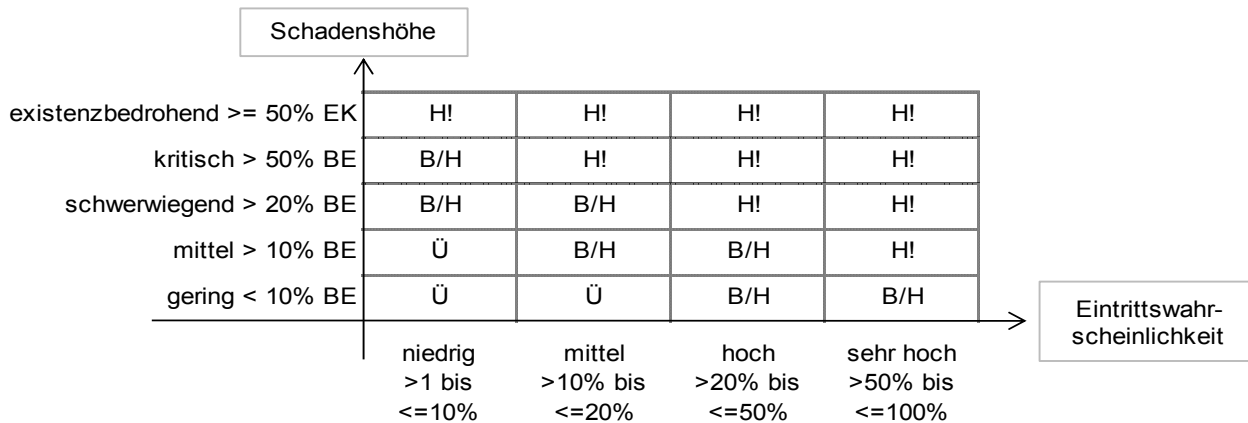 Schadenshöhe
existenzbedrohend >= 50% EK H! H! H! H!
kritisch > 50% BE B/H H! H! H!
schwerwiegend > 20% BE B/H B/H H! H!
mittel > 10% BE Ü B/H B/H H!
gering < 10% BE Ü Ü B/H B/H
Eintrittswahr-
scheinlichkeit
niedrig mittel hoch sehr hoch
>1 bis >10% bis >20% bis >50% bis
<=10% <=20% <=50% <=100%